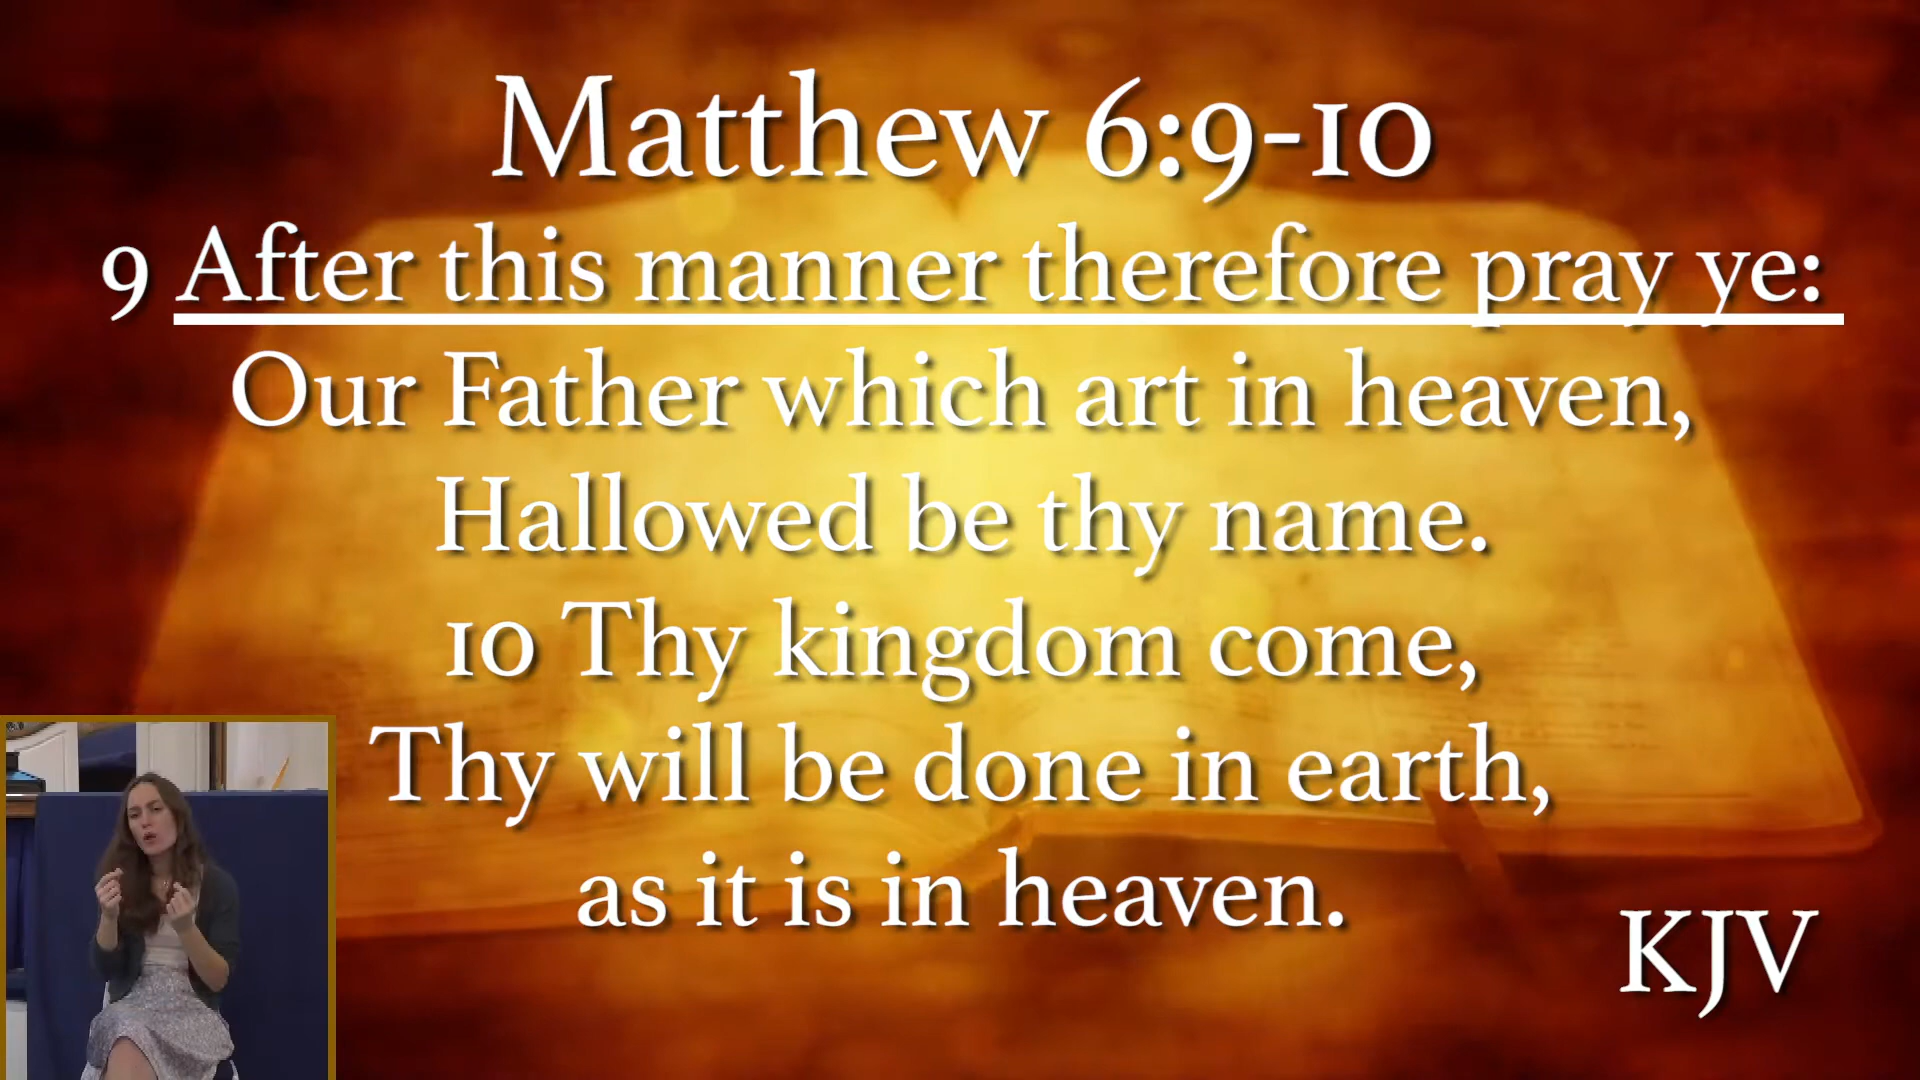 Matthew 6:9-10
9 After this manner therefore pray ye:
Our Father which art in heaven,
Hallowed be thy name.
10 Thy kingdom come,
Thy will be done in earth,
as it is in heaven.
KJV